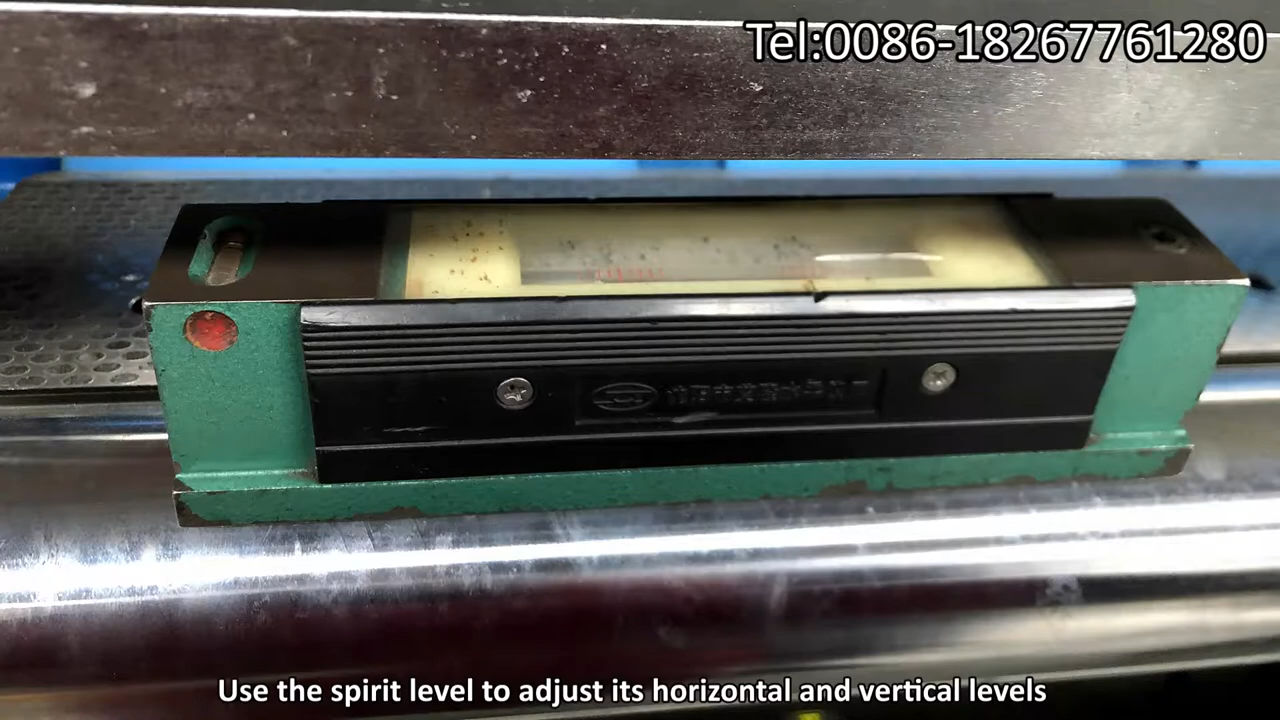 Tel:0086-18267761280
Use the spirit level to adjust its horizontal and vertical levels